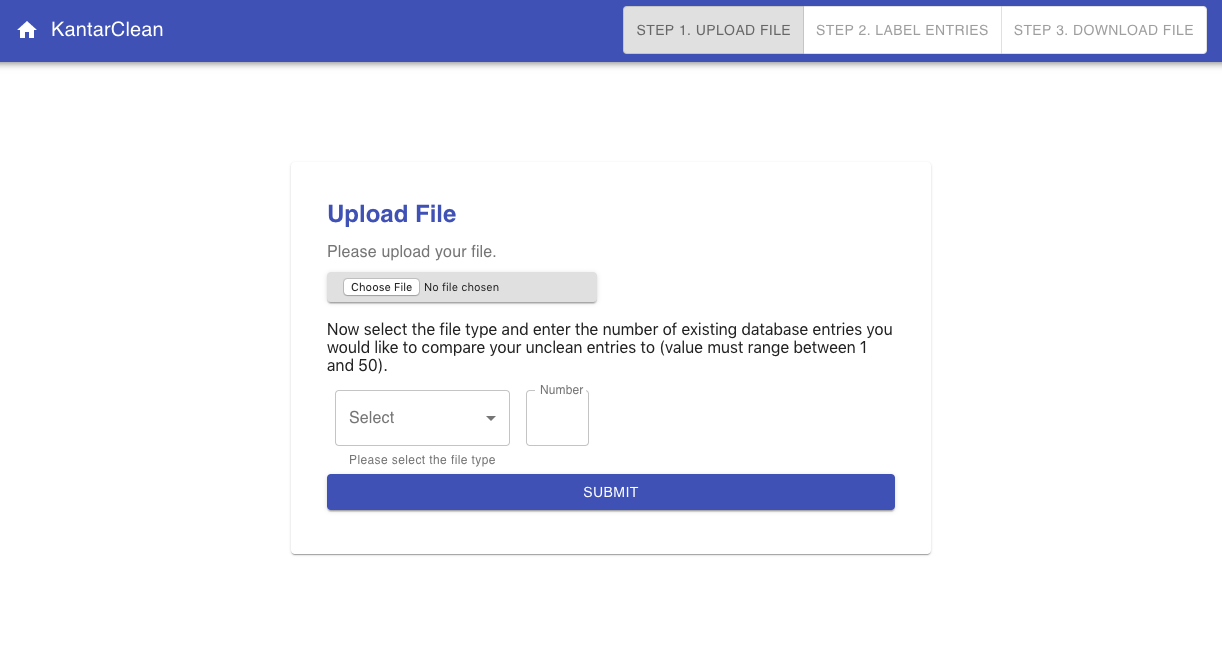 KantarClean
STEP 1. UPLOAD FILE
STEP 2. LABEL ENTRIES
STEP 3. DOWNLOAD FILE
Upload File
Please upload your file.
Choose File No file chosen
Now select the file type and enter the number of existing database entries you
would like to compare your unclean entries to (value must range between 1
and 50).
Number
Select
Please select the file type
SUBMIT